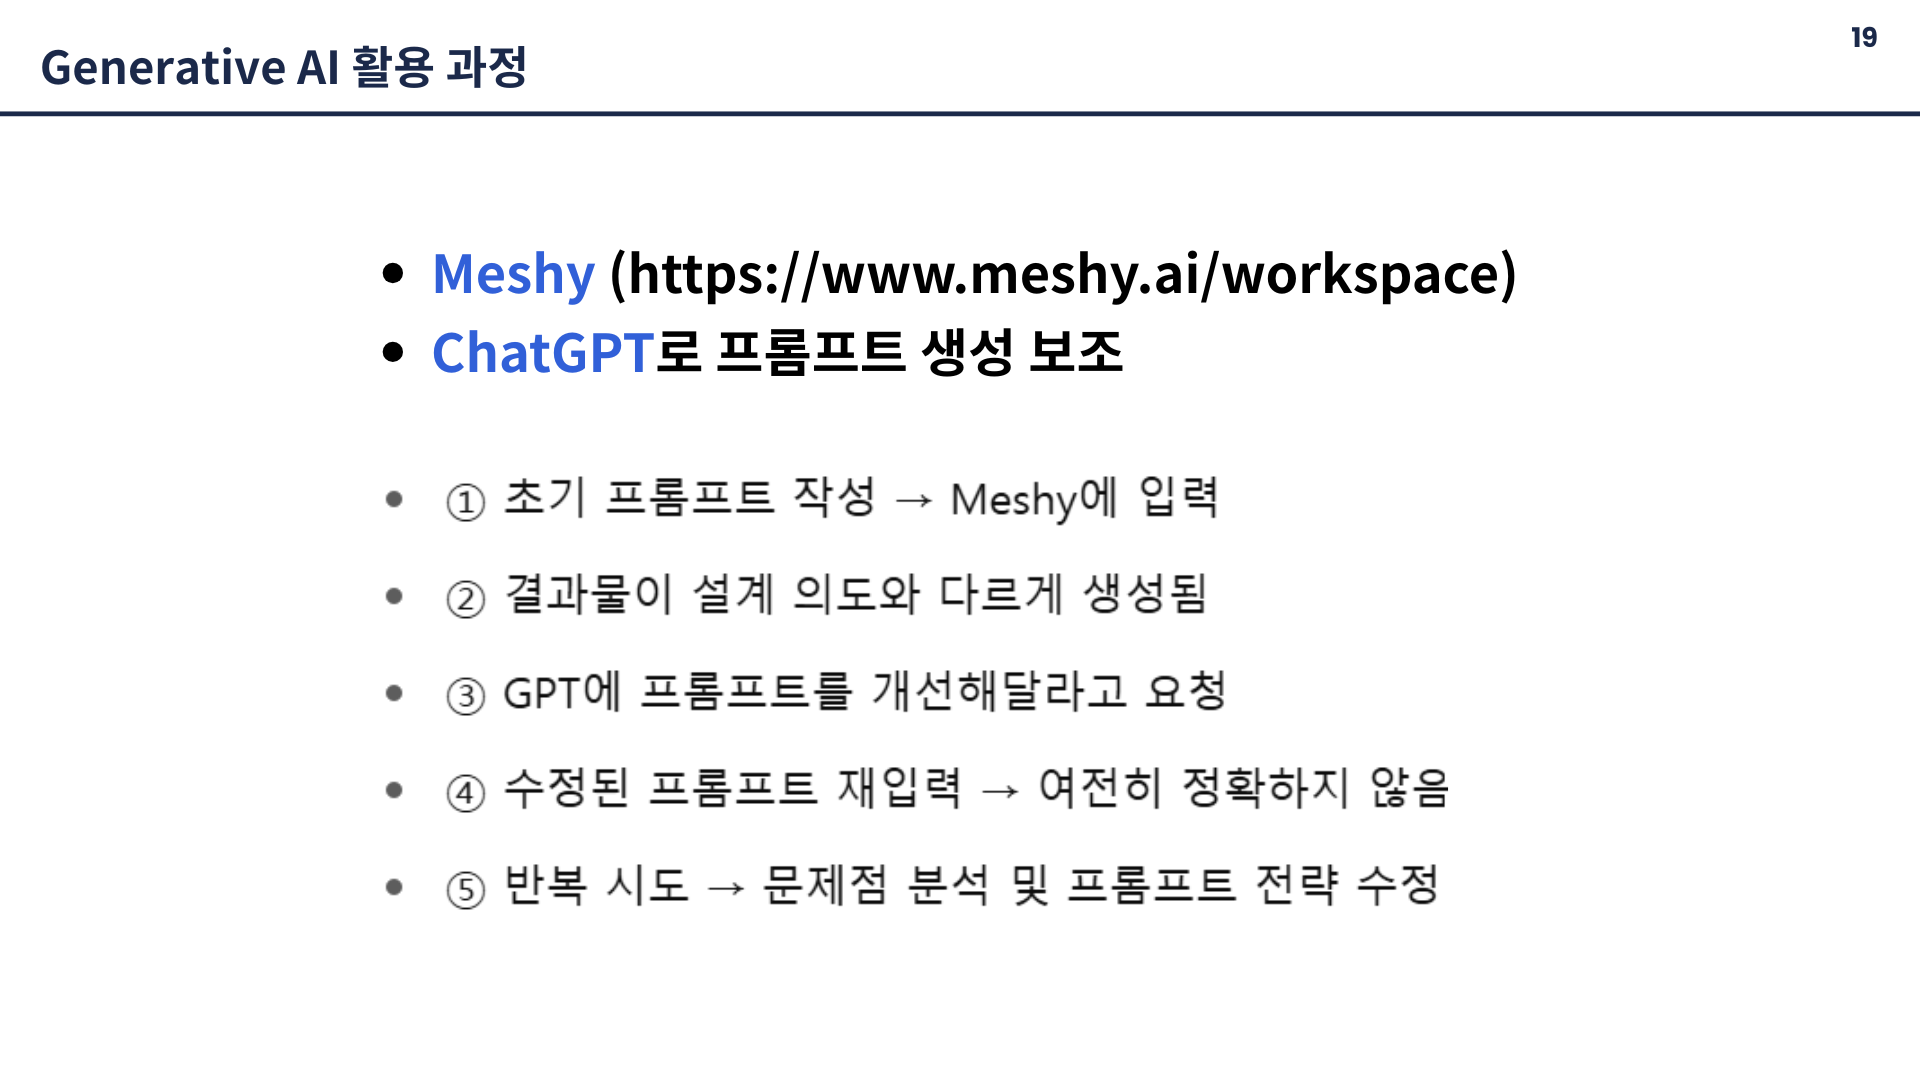 Generative AI 활용 과정
19
• Meshy (https://www.meshy.ai/workspace)
• ChatGPT로 프롬프트 생성 보조
• ① 초기 프롬프트 작성 → Meshy에 입력
• ② 결과물이 설계 의도와 다르게 생성됨
• ③ GPT에 프롬프트를 개선해달라고 요청
• ④ 수정된 프롬프트 재입력 → 여전히 정확하지 않음
• ⑤ 반복 시도 → 문제점 분석 및 프롬프트 전략 수정